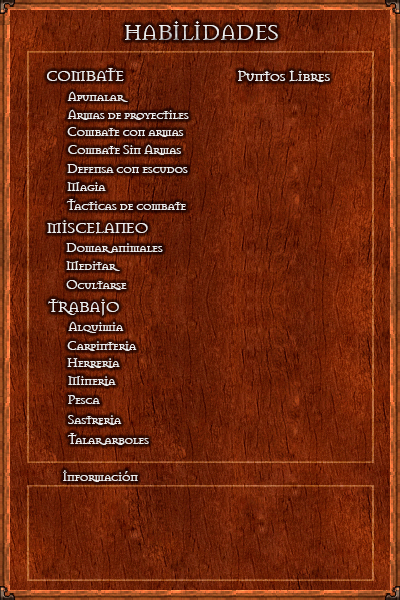 HABILIDADES
COMBATE Puntos Libres
Apuñalar
Armas de proyectiles
Combate con armas
Combate Sin Armas
Defensa con escudos
Magia
Tacticas de combate
MISCELANEO
Domar animales
Meditar
Ocultarse
TRABAJO
Alquimia
Carpinteria
Herreria
Mineria
Pesca
Sastreria
Talar arboles
Información